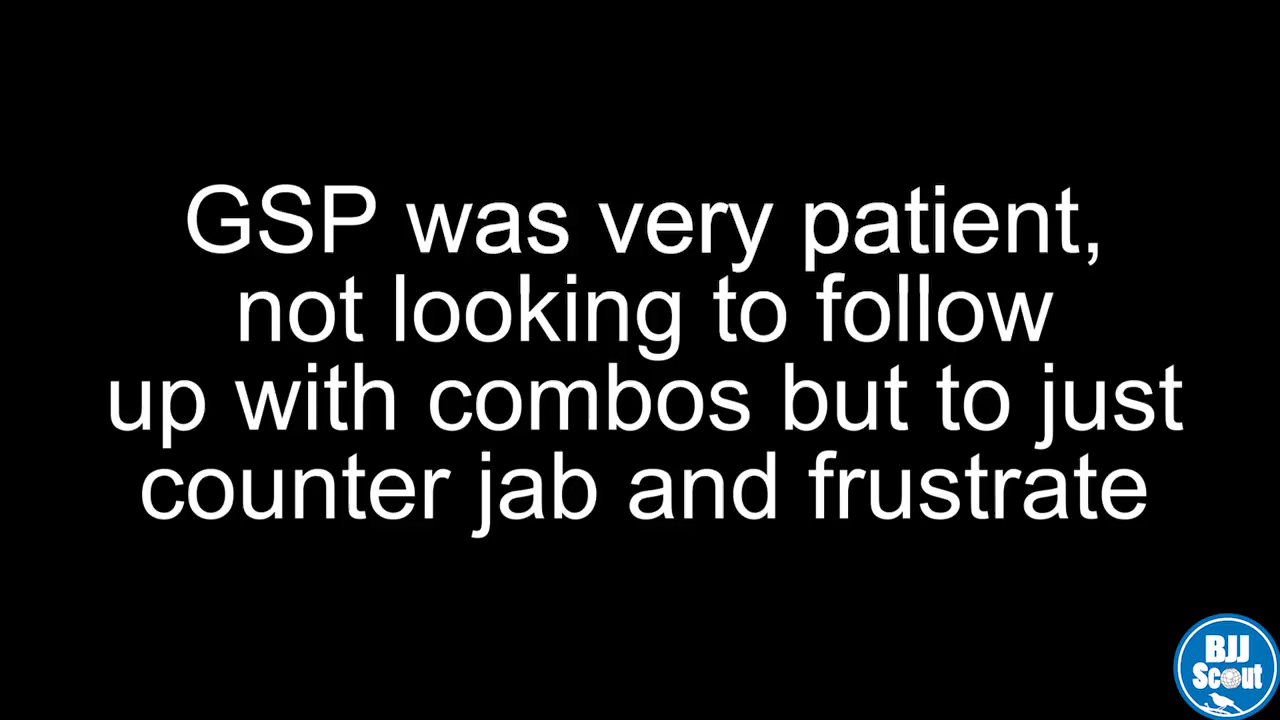 GSP was very patient,
not looking to follow
up with combos but to just
counter jab and frustrate
BJJ
Scout